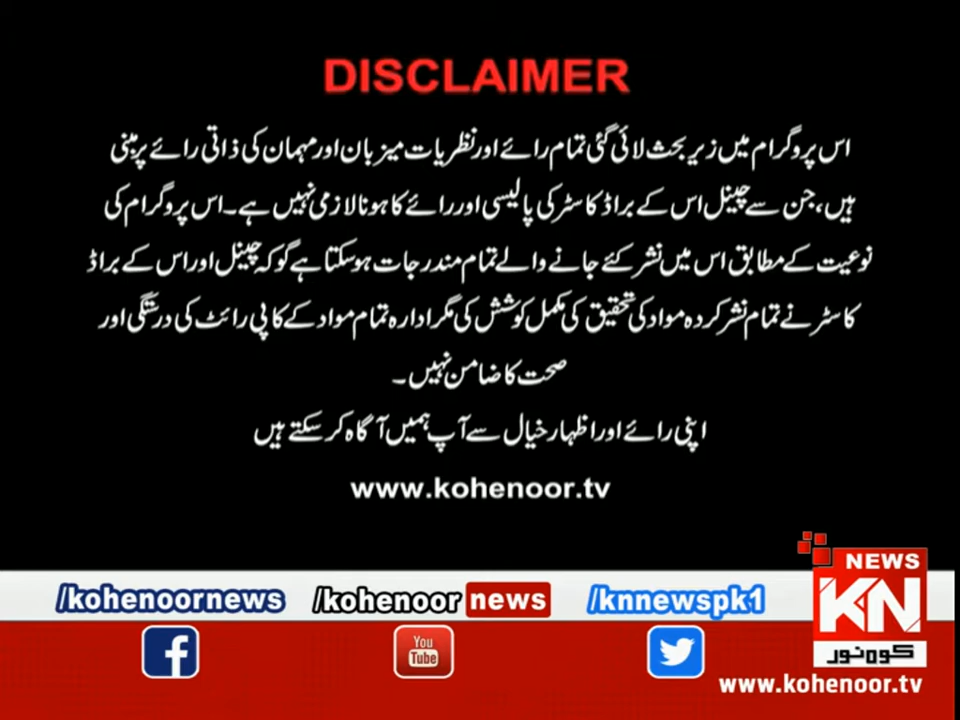 DISCLAIMER
اس پروگرام میں زیر بحث لائی گئی تمام رائے اور نظریات میزبان اور مہمان کی ذاتی رائے پر مبنی
ہیں، جن سے چینل اس کے براڈ کاسٹر کی پالیسی اور رائے کا ہونا لازمی نہیں ہے۔ اس پروگرام کی
نوعیت کے مطابق اس میں نشر کئے جانے والے تمام مندرجات ہو سکتا ہے گو کہ چینل اور اس کے براڈ
کاسٹر نے تمام نشر کردہ مواد کی تحقیق کی مکمل کوشش کی مگر ادارہ تمام مواد کے کاپی رائٹ کی درستگی اور
صحت کا ضامن نہیں۔
اپنی رائے اور اظہار خیال سے آپ ہمیں آگاہ کر سکتے ہیں
www.kohenoor.tv
/kohenoornews
/kohenoor news
/knnewspk1
f
You Tube
NEWS
KN
کوہ نور
www.kohenoor.tv